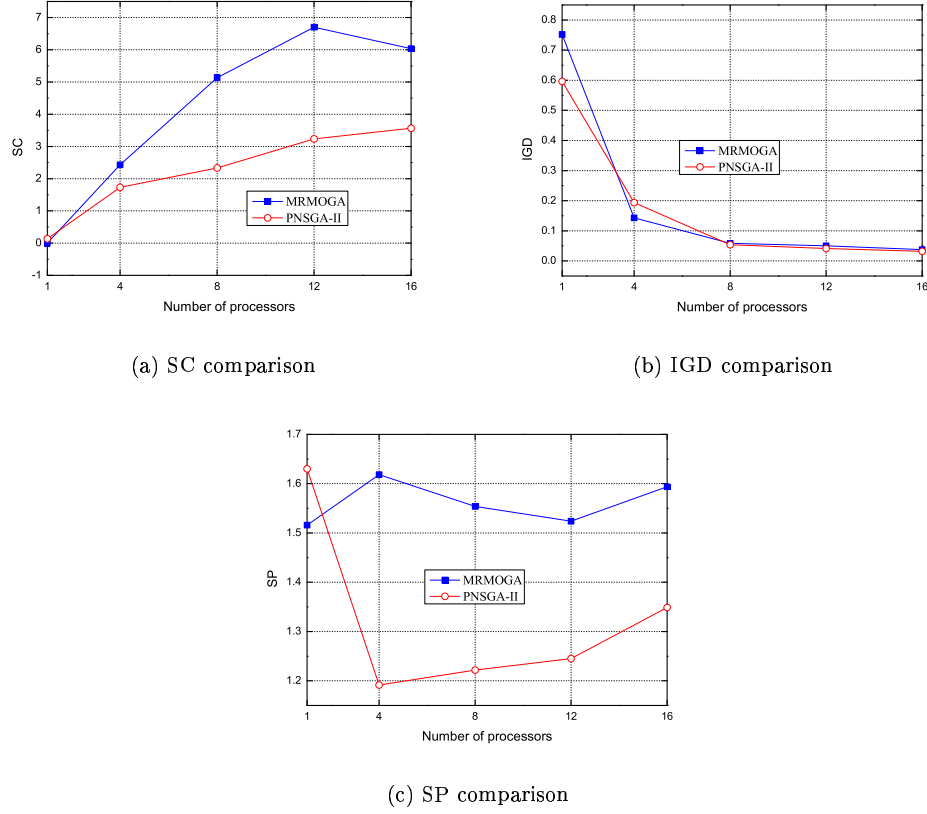 7
6
5
4
3
2
1
0
-1
SC
MRMOGA
PNSGA-II
1 4 8 12 16
Number of processors
(a) SC comparison
0.8
0.7
0.6
0.5
0.4
0.3
0.2
0.1
0.0
IGD
MRMOGA
PNSGA-II
1 4 8 12 16
Number of processors
(b) IGD comparison
1.7
1.6
1.5
1.4
1.3
1.2
SP
MRMOGA
PNSGA-II
1 4 8 12 16
Number of processors
(c) SP comparison